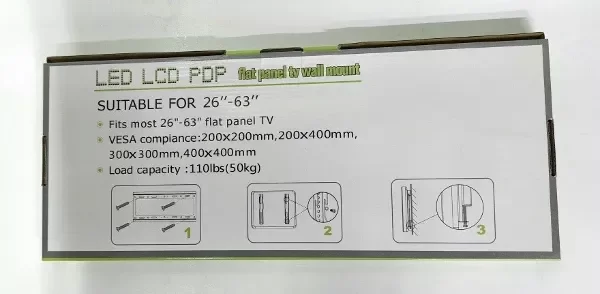 LED LCD PDP flat panel tv wall mount
SUITABLE FOR 26"-63"
Fits most 26"-63" flat panel TV
VESA compliance:200x200mm,200x400mm,
300x300mm,400x400mm
Load capacity :110lbs(50kg)
1
2
3